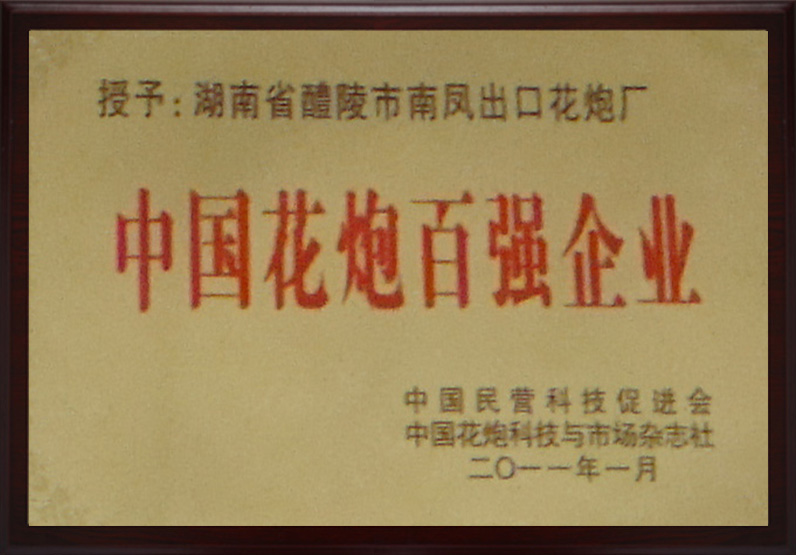 授予:湖南省醴陵市南凤出口花炮厂
中国花炮百强企业
中国民营科技促进会
中国花炮科技与市场杂志社
二〇一一年一月